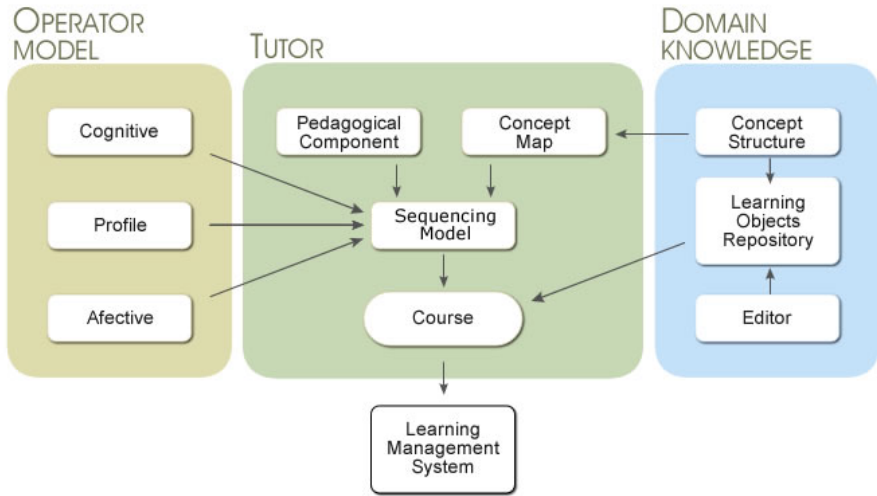 OPERATOR
MODEL
Cognitive
Profile
Afective
TUTOR
Pedagogical
Component
Concept
Map
Sequencing
Model
Course
Learning
Management
System
DOMAIN
KNOWLEDGE
Concept
Structure
Learning
Objects
Repository
Editor